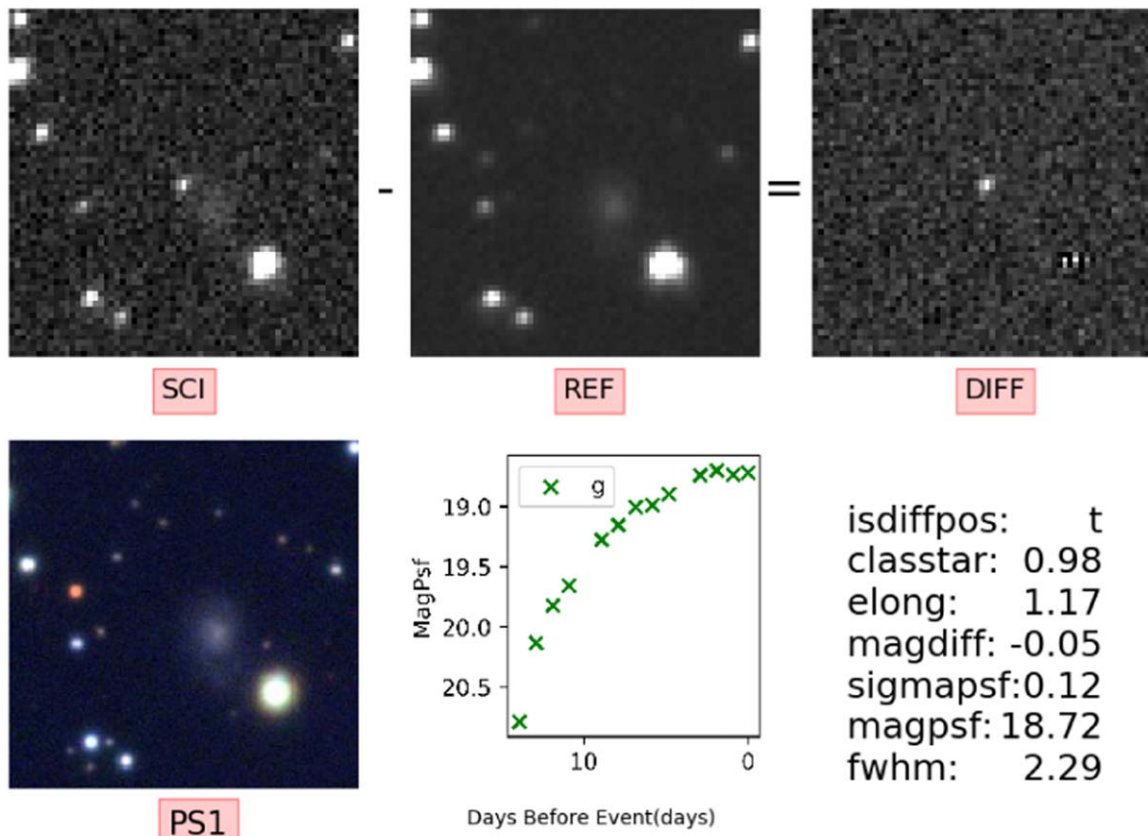 -
=
SCI
REF
DIFF
g
19.0
19.5
20.0
20.5
MagPsf
10 0
Days Before Event(days)
PS1
isdiffpos: t
classtar: 0.98
elong: 1.17
magdiff: -0.05
sigmapsf:0.12
magpsf: 18.72
fwhm: 2.29